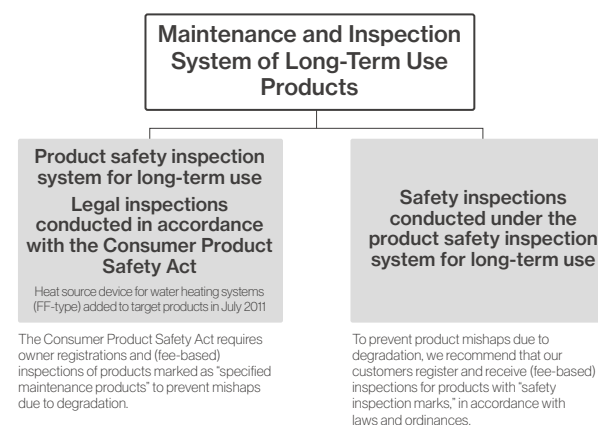 Maintenance and Inspection
System of Long-Term Use
Products
Product safety inspection
system for long-term use
Legal inspections
conducted in accordance
with the Consumer Product
Safety Act
Heat source device for water heating systems
(FF-type) added to target products in July 2011
The Consumer Product Safety Act requires
owner registrations and (fee-based)
inspections of products marked as “specified
maintenance products” to prevent mishaps
due to degradation.
Safety inspections
conducted under the
product safety inspection
system for long-term use
To prevent product mishaps due to
degradation, we recommend that our
customers register and receive (fee-based)
inspections for products with “safety
inspection marks,” in accordance with
laws and ordinances.